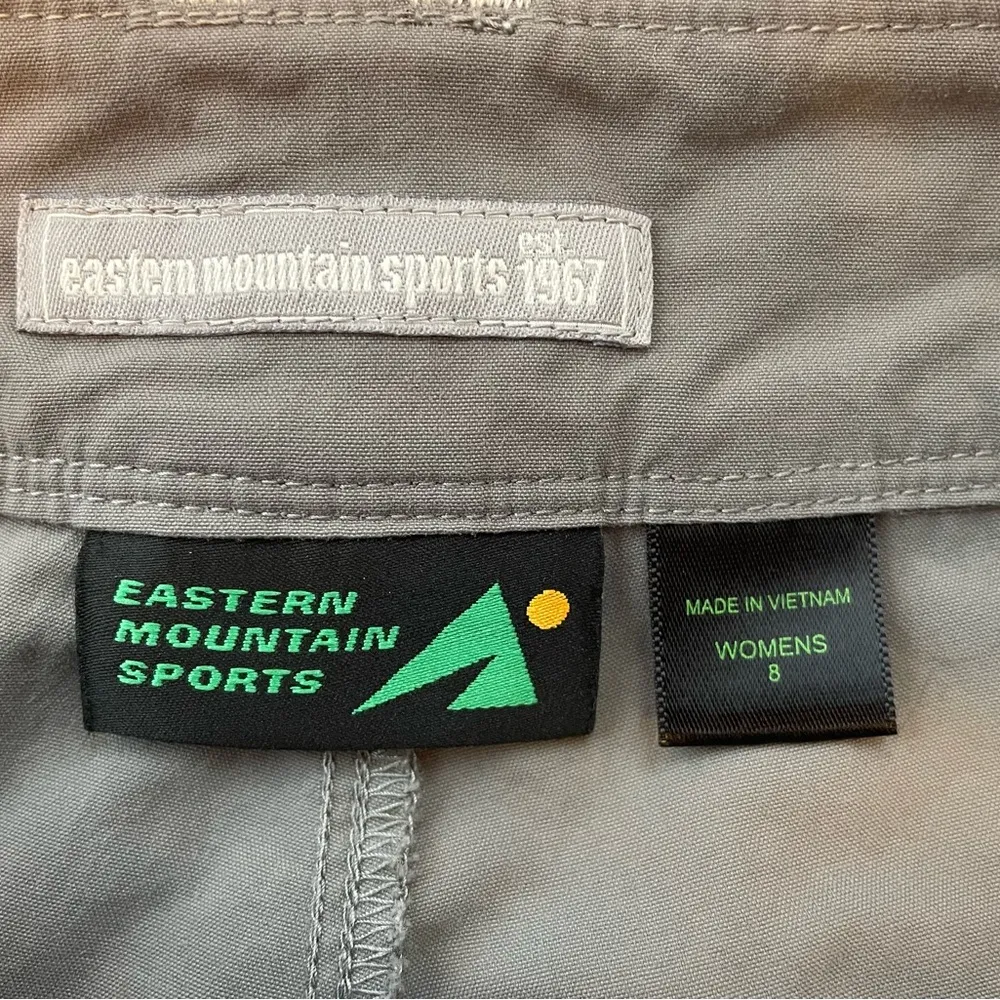 eastern mountain sports est. 1967
EASTERN
MOUNTAIN
SPORTS
MADE IN VIETNAM
WOMENS
8